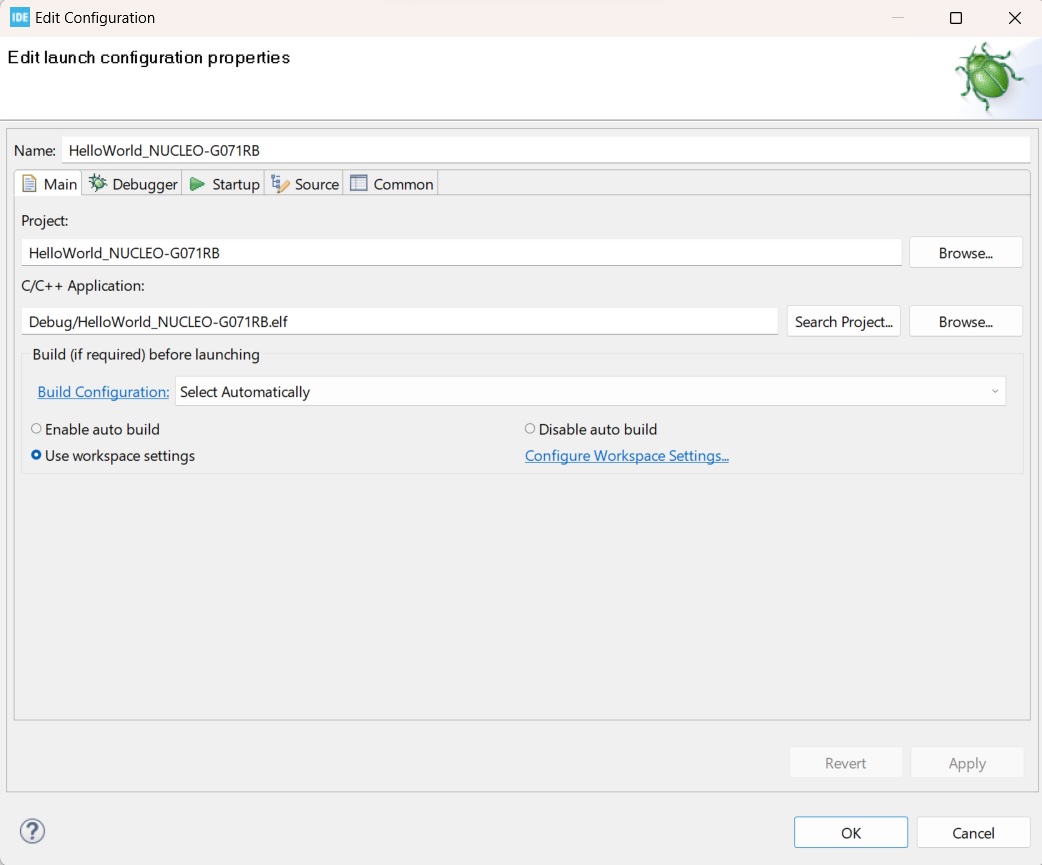 IDE Edit Configuration
Edit launch configuration properties
Name: HelloWorld_NUCLEO-G071RB
Main Debugger Startup Source Common
Project:
HelloWorld_NUCLEO-G071RB Browse...
C/C++ Application:
Debug/HelloWorld_NUCLEO-G071RB.elf Search Project... Browse...
Build (if required) before launching
Build Configuration: Select Automatically
Enable auto build Disable auto build
Use workspace settings Configure Workspace Settings...
Revert Apply
? OK Cancel